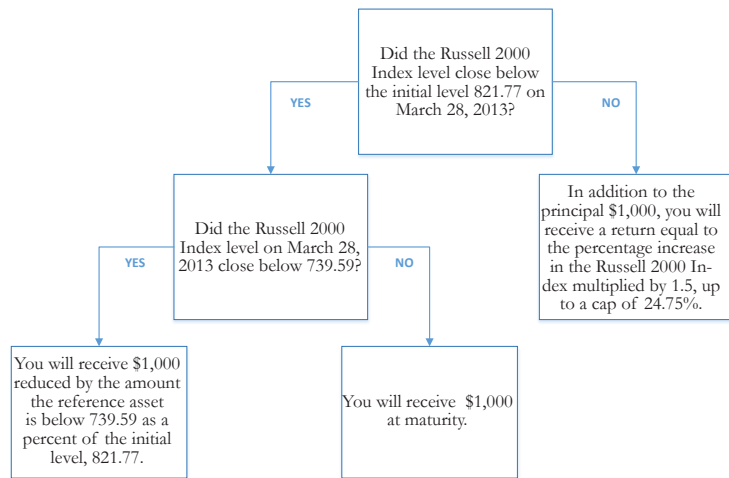 Did the Russell 2000
Index level close below
the initial level 821.77 on
March 28, 2013?
YES
NO
Did the Russell 2000
Index level on March 28,
2013 close below 739.59?
In addition to the
principal $1,000, you will
receive a return equal to
the percentage increase
in the Russell 2000 In-
dex multiplied by 1.5, up
to a cap of 24.75%.
YES
NO
You will receive $1,000
reduced by the amount
the reference asset
is below 739.59 as a
percent of the initial
level, 821.77.
You will receive $1,000
at maturity.